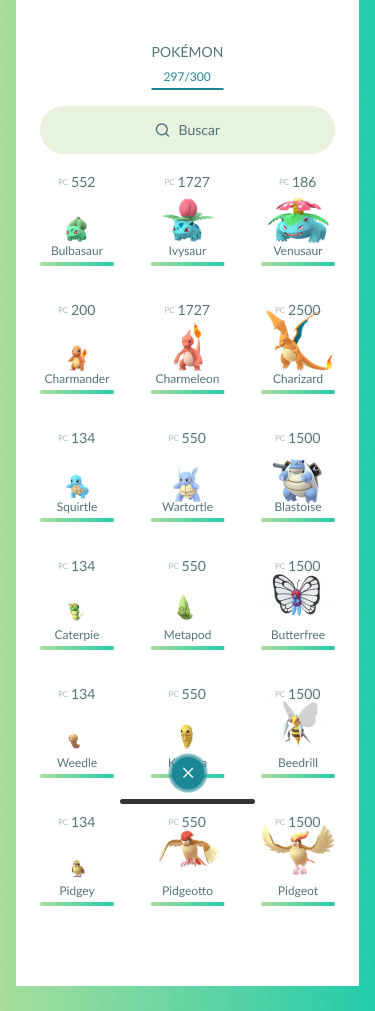 POKÉMON
297/300
Buscar
PC 552 PC 1727 PC 186
Bulbasaur Ivysaur Venusaur
PC 200 PC 1727 PC 2500
Charmander Charmeleon Charizard
PC 134 PC 550 PC 1500
Squirtle Wartortle Blastoise
PC 134 PC 550 PC 1500
Caterpie Metapod Butterfree
PC 134 PC 550 PC 1500
Weedle Beedrill
PC 134 PC 550 PC 1500
Pidgey Pidgeotto Pidgeot